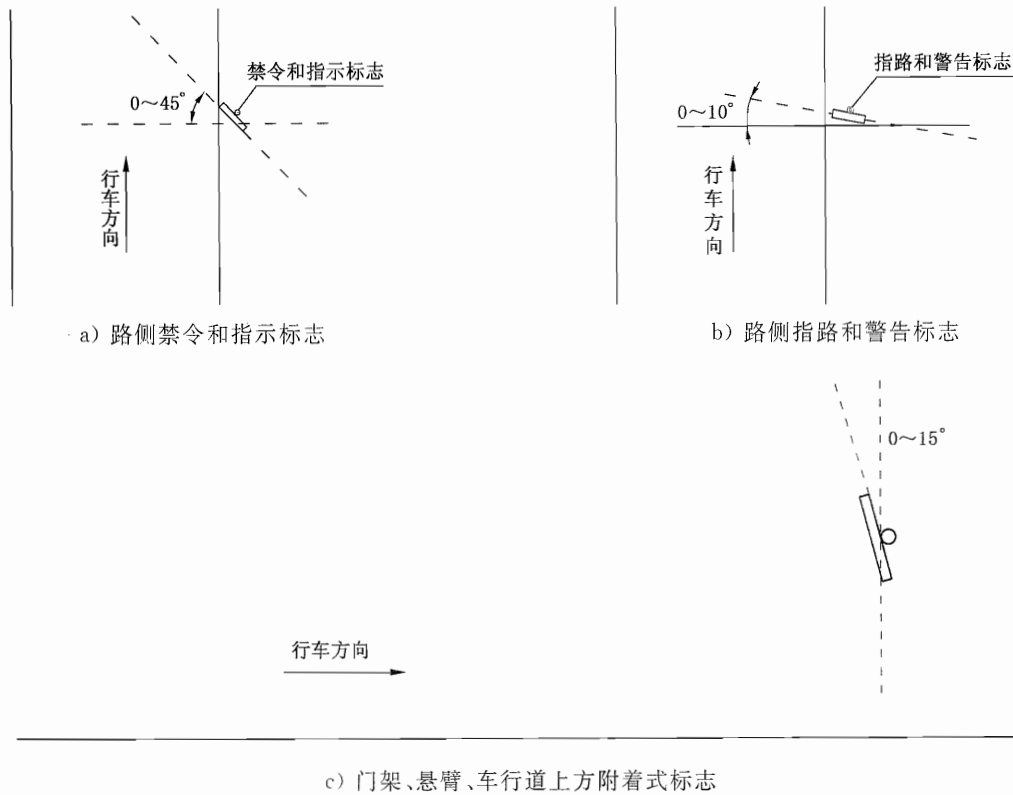 禁令和指示标志
0～45°
行车方向
a) 路侧禁令和指示标志
指路和警告标志
0～10°
行车方向
b) 路侧指路和警告标志
0～15°
行车方向
c) 门架、悬臂、车行道上方附着式标志